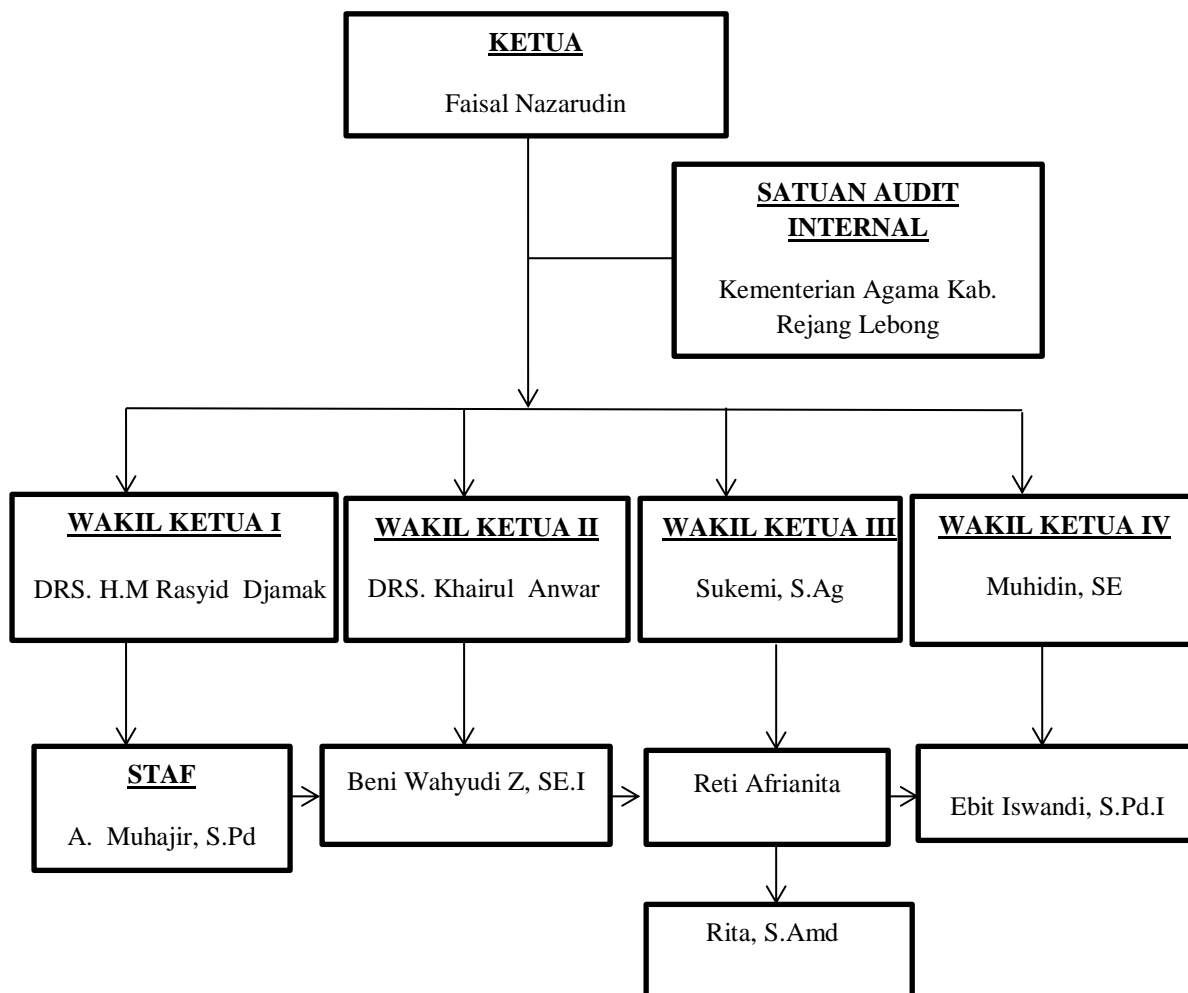 KETUA
Faisal Nazarudin
SATUAN AUDIT
INTERNAL
Kementerian Agama Kab.
Rejang Lebong
WAKIL KETUA I
DRS. H.M Rasyid Djamak
WAKIL KETUA II
DRS. Khairul Anwar
WAKIL KETUA III
Sukemi, S.Ag
WAKIL KETUA IV
Muhidin, SE
STAF
A. Muhajir, S.Pd
Beni Wahyudi Z, SE.I
Reti Afrianita
Ebit Iswandi, S.Pd.I
Rita, S.Amd